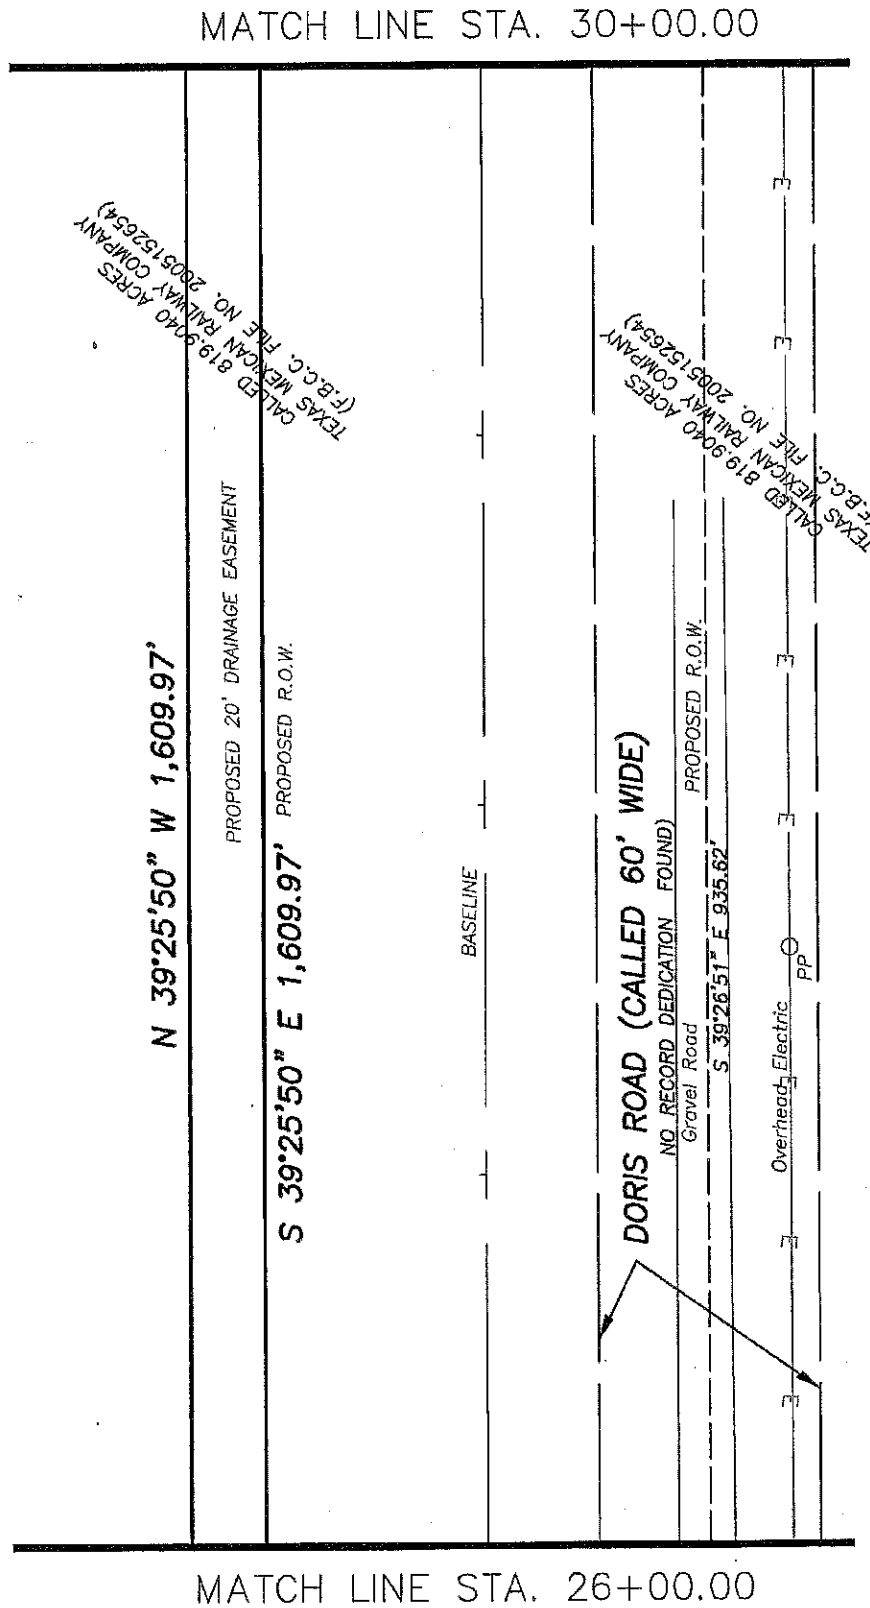 MATCH LINE STA. 30+00.00
CALLED 819.9040 ACRES
TEXAS MEXICAN RAILWAY COMPANY
(F.B.C.C. FILE NO. 2005152654)
CALLED 819.9040 ACRES
TEXAS MEXICAN RAILWAY COMPANY
(F.B.C.C. FILE NO. 2005152654)
N 39°25'50" W 1,609.97'
PROPOSED 20' DRAINAGE EASEMENT
S 39°25'50" E 1,609.97' PROPOSED R.O.W.
BASELINE
DORIS ROAD (CALLED 60' WIDE)
NO RECORD DEDICATION FOUND)
Gravel Road
PROPOSED R.O.W.
S 39°26'51" E 935.62'
Overhead Electric
PP
E
E
E
E
E
E
E
MATCH LINE STA. 26+00.00